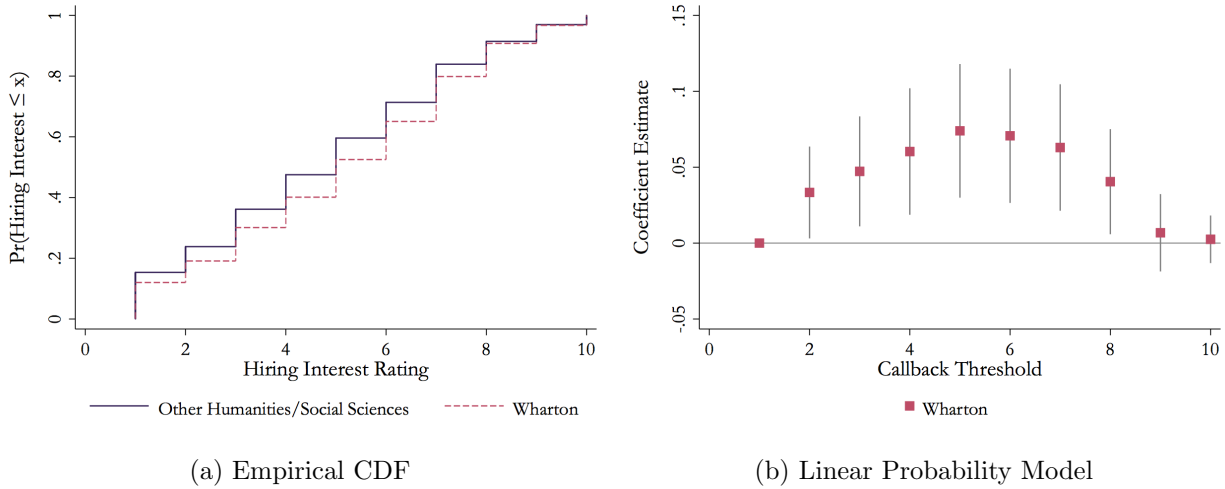 Pr(Hiring Interest ≤ x)
1
.8
.6
.4
.2
0
0 2 4 6 8 10
Hiring Interest Rating
Other Humanities/Social Sciences Wharton
(a) Empirical CDF
Coefficient Estimate
.15
.1
.05
0
-.05
0 2 4 6 8 10
Callback Threshold
Wharton
(b) Linear Probability Model